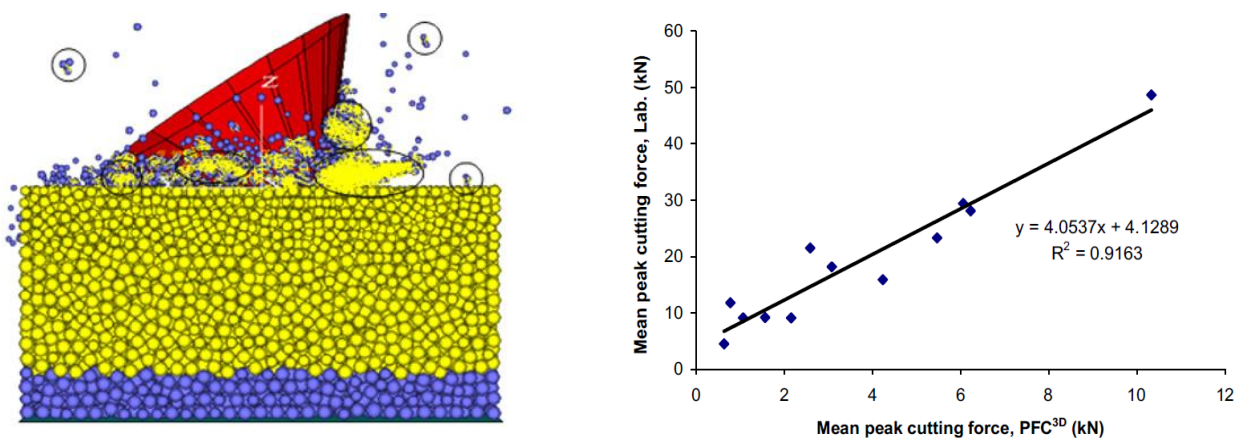 Z
60
50
40
30
20
10
0
0 2 4 6 8 10 12
Mean peak cutting force, Lab. (kN)
y = 4.0537x + 4.1289
R² = 0.9163
Mean peak cutting force, PFC³ᴰ (kN)